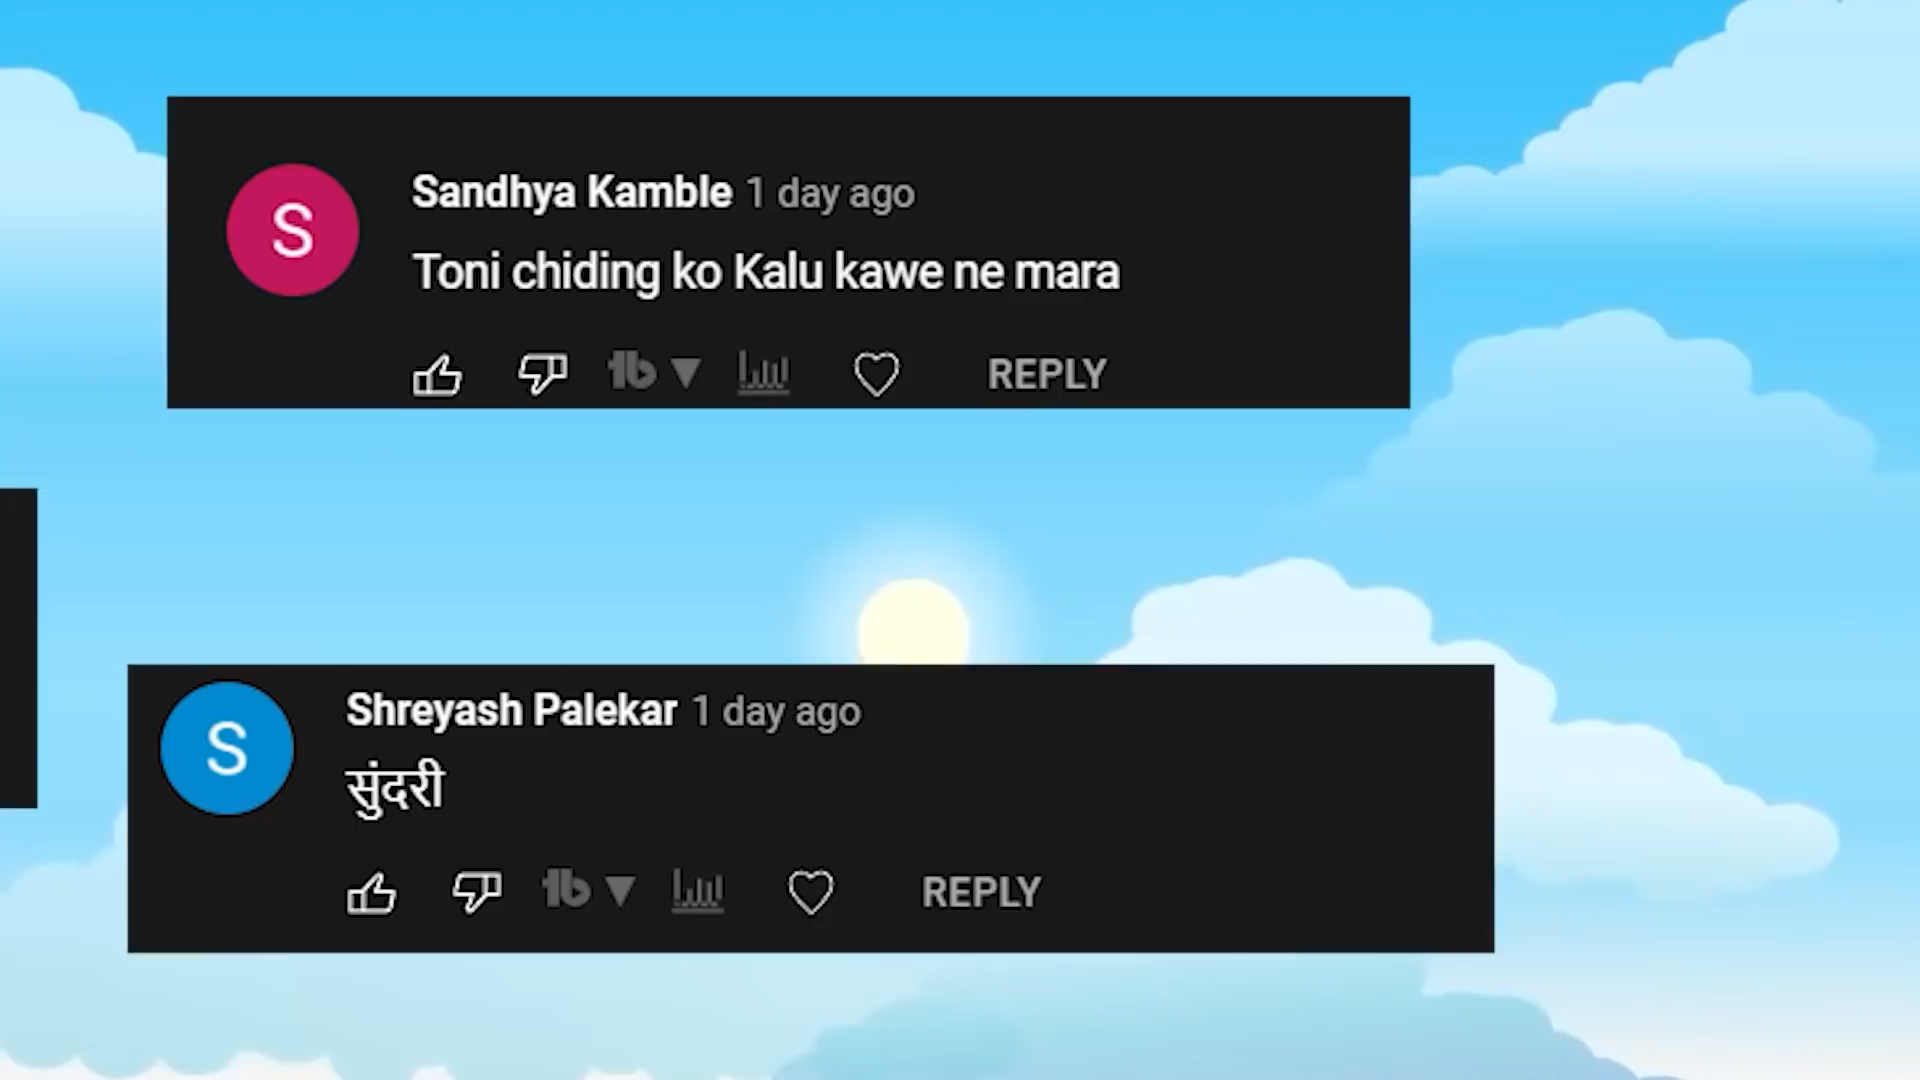 S
Sandhya Kamble 1 day ago
Toni chiding ko Kalu kawe ne mara
REPLY
S
Shreyash Palekar 1 day ago
सुंदरी
REPLY